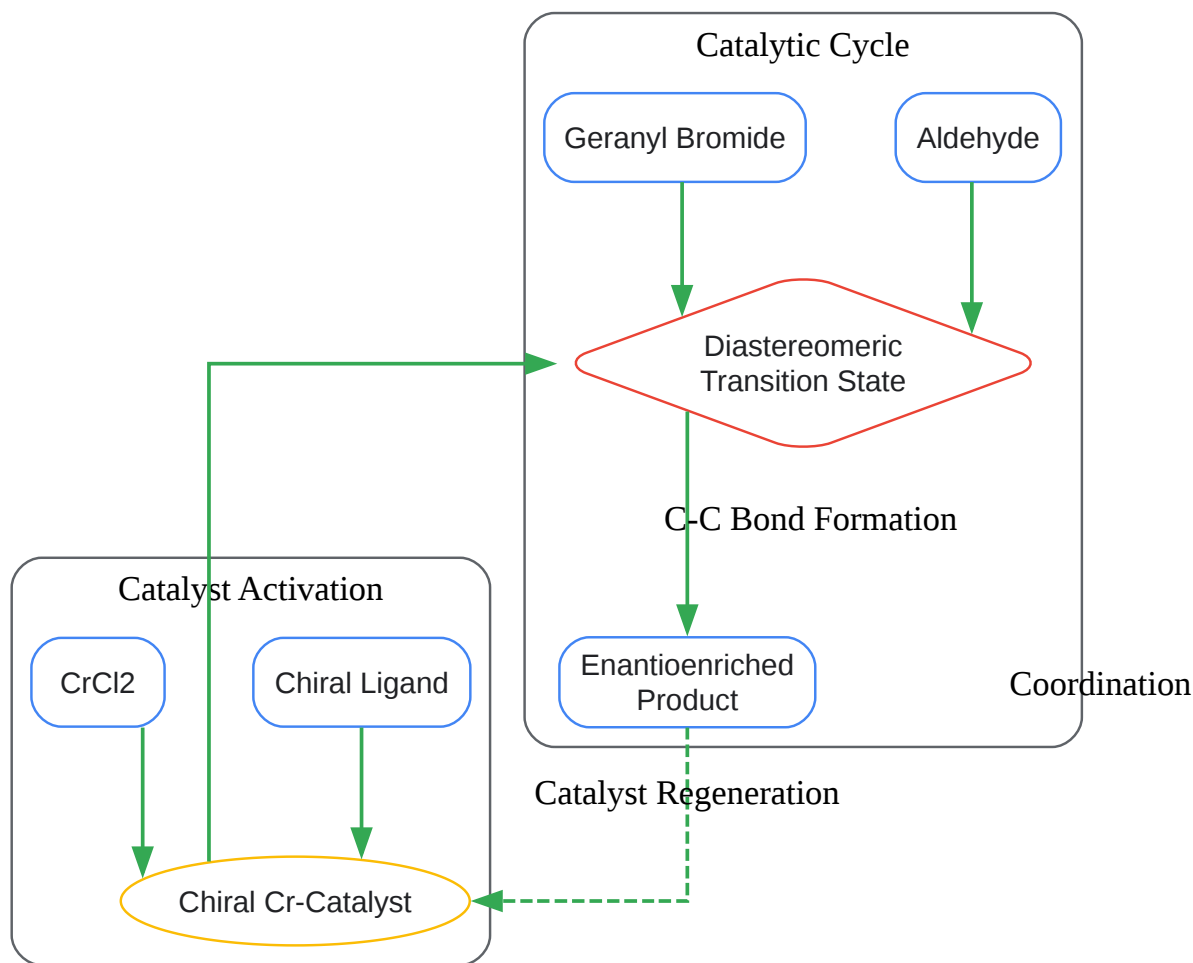 Catalytic Cycle
Geranyl Bromide
Aldehyde
Diastereomeric
Transition State
C-C Bond Formation
Catalyst Activation
CrCl2
Chiral Ligand
Enantioenriched
Product
Coordination
Catalyst Regeneration
Chiral Cr-Catalyst